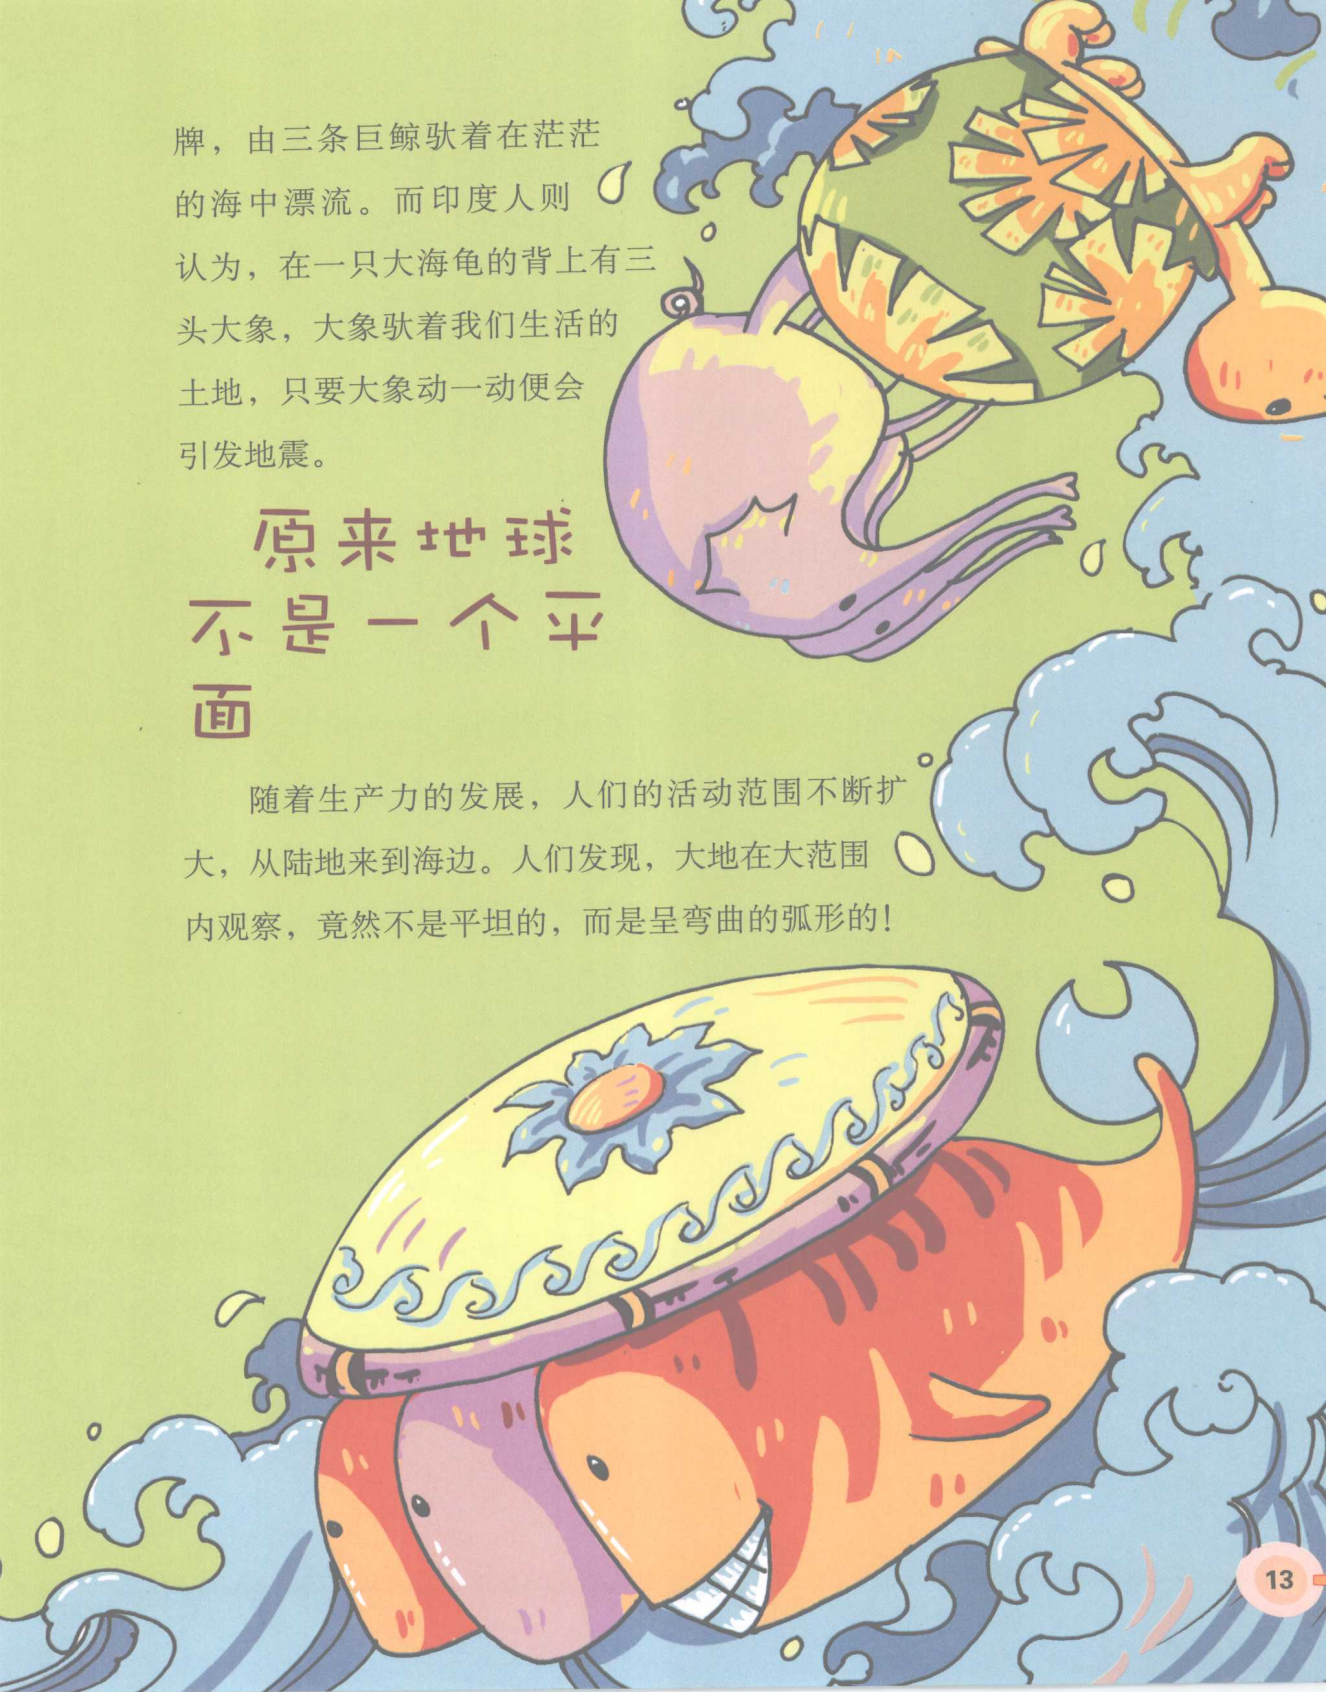 牌，由三条巨鲸驮着在茫茫
的海中漂流。而印度人则
认为，在一只大海龟的背上有三
头大象，大象驮着我们生活的
土地，只要大象动一动便会
引发地震。
原来地球
不是一个平
面
随着生产力的发展，人们的活动范围不断扩
大，从陆地来到海边。人们发现，大地在大范围
内观察，竟然不是平坦的，而是呈弯曲的弧形的！
13